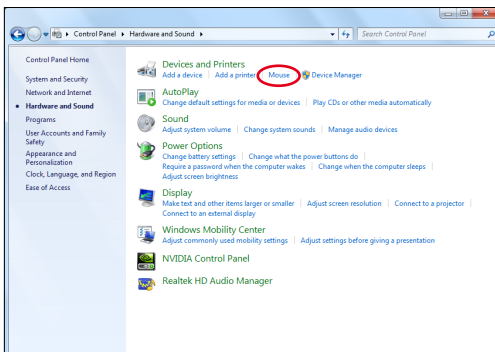 Control Panel Hardware and Sound Search Control Panel
Control Panel Home
System and Security
Network and Internet
Hardware and Sound
Programs
User Accounts and Family
Safety
Appearance and
Personalization
Clock, Language, and Region
Ease of Access
Devices and Printers
Add a device Add a printer Mouse Device Manager
AutoPlay
Change default settings for media or devices Play CDs or other media automatically
Sound
Adjust system volume Change system sounds Manage audio devices
Power Options
Change battery settings Change what the power buttons do
Require a password when the computer wakes Change when the computer sleeps
Adjust screen brightness
Display
Make text and other items larger or smaller Adjust screen resolution Connect to a projector
Connect to an external display
Windows Mobility Center
Adjust commonly used mobility settings Adjust settings before giving a presentation
NVIDIA Control Panel
Realtek HD Audio Manager